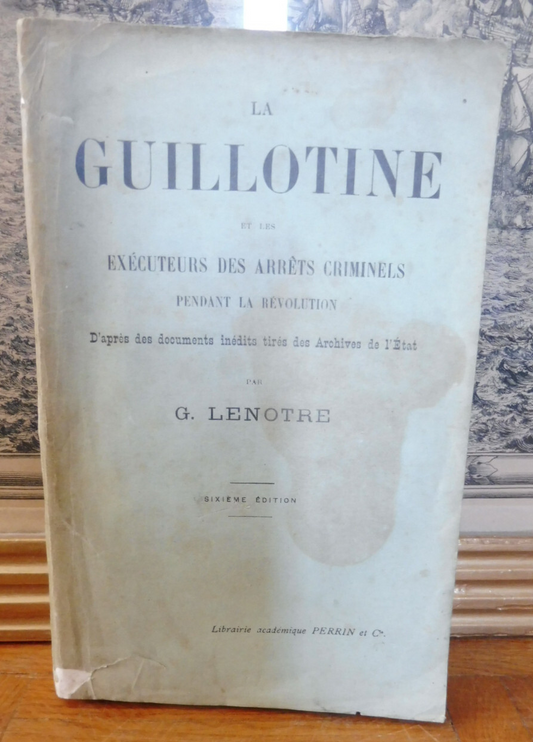 LA
GUILLOTINE
ET LES
EXÉCUTEURS DES ARRÊTS CRIMINELS
PENDANT LA RÉVOLUTION
D'après des documents inédits tirés des Archives de l'État
PAR
G. LENOTRE
SIXIÈME ÉDITION
Librairie académique PERRIN et Cie.